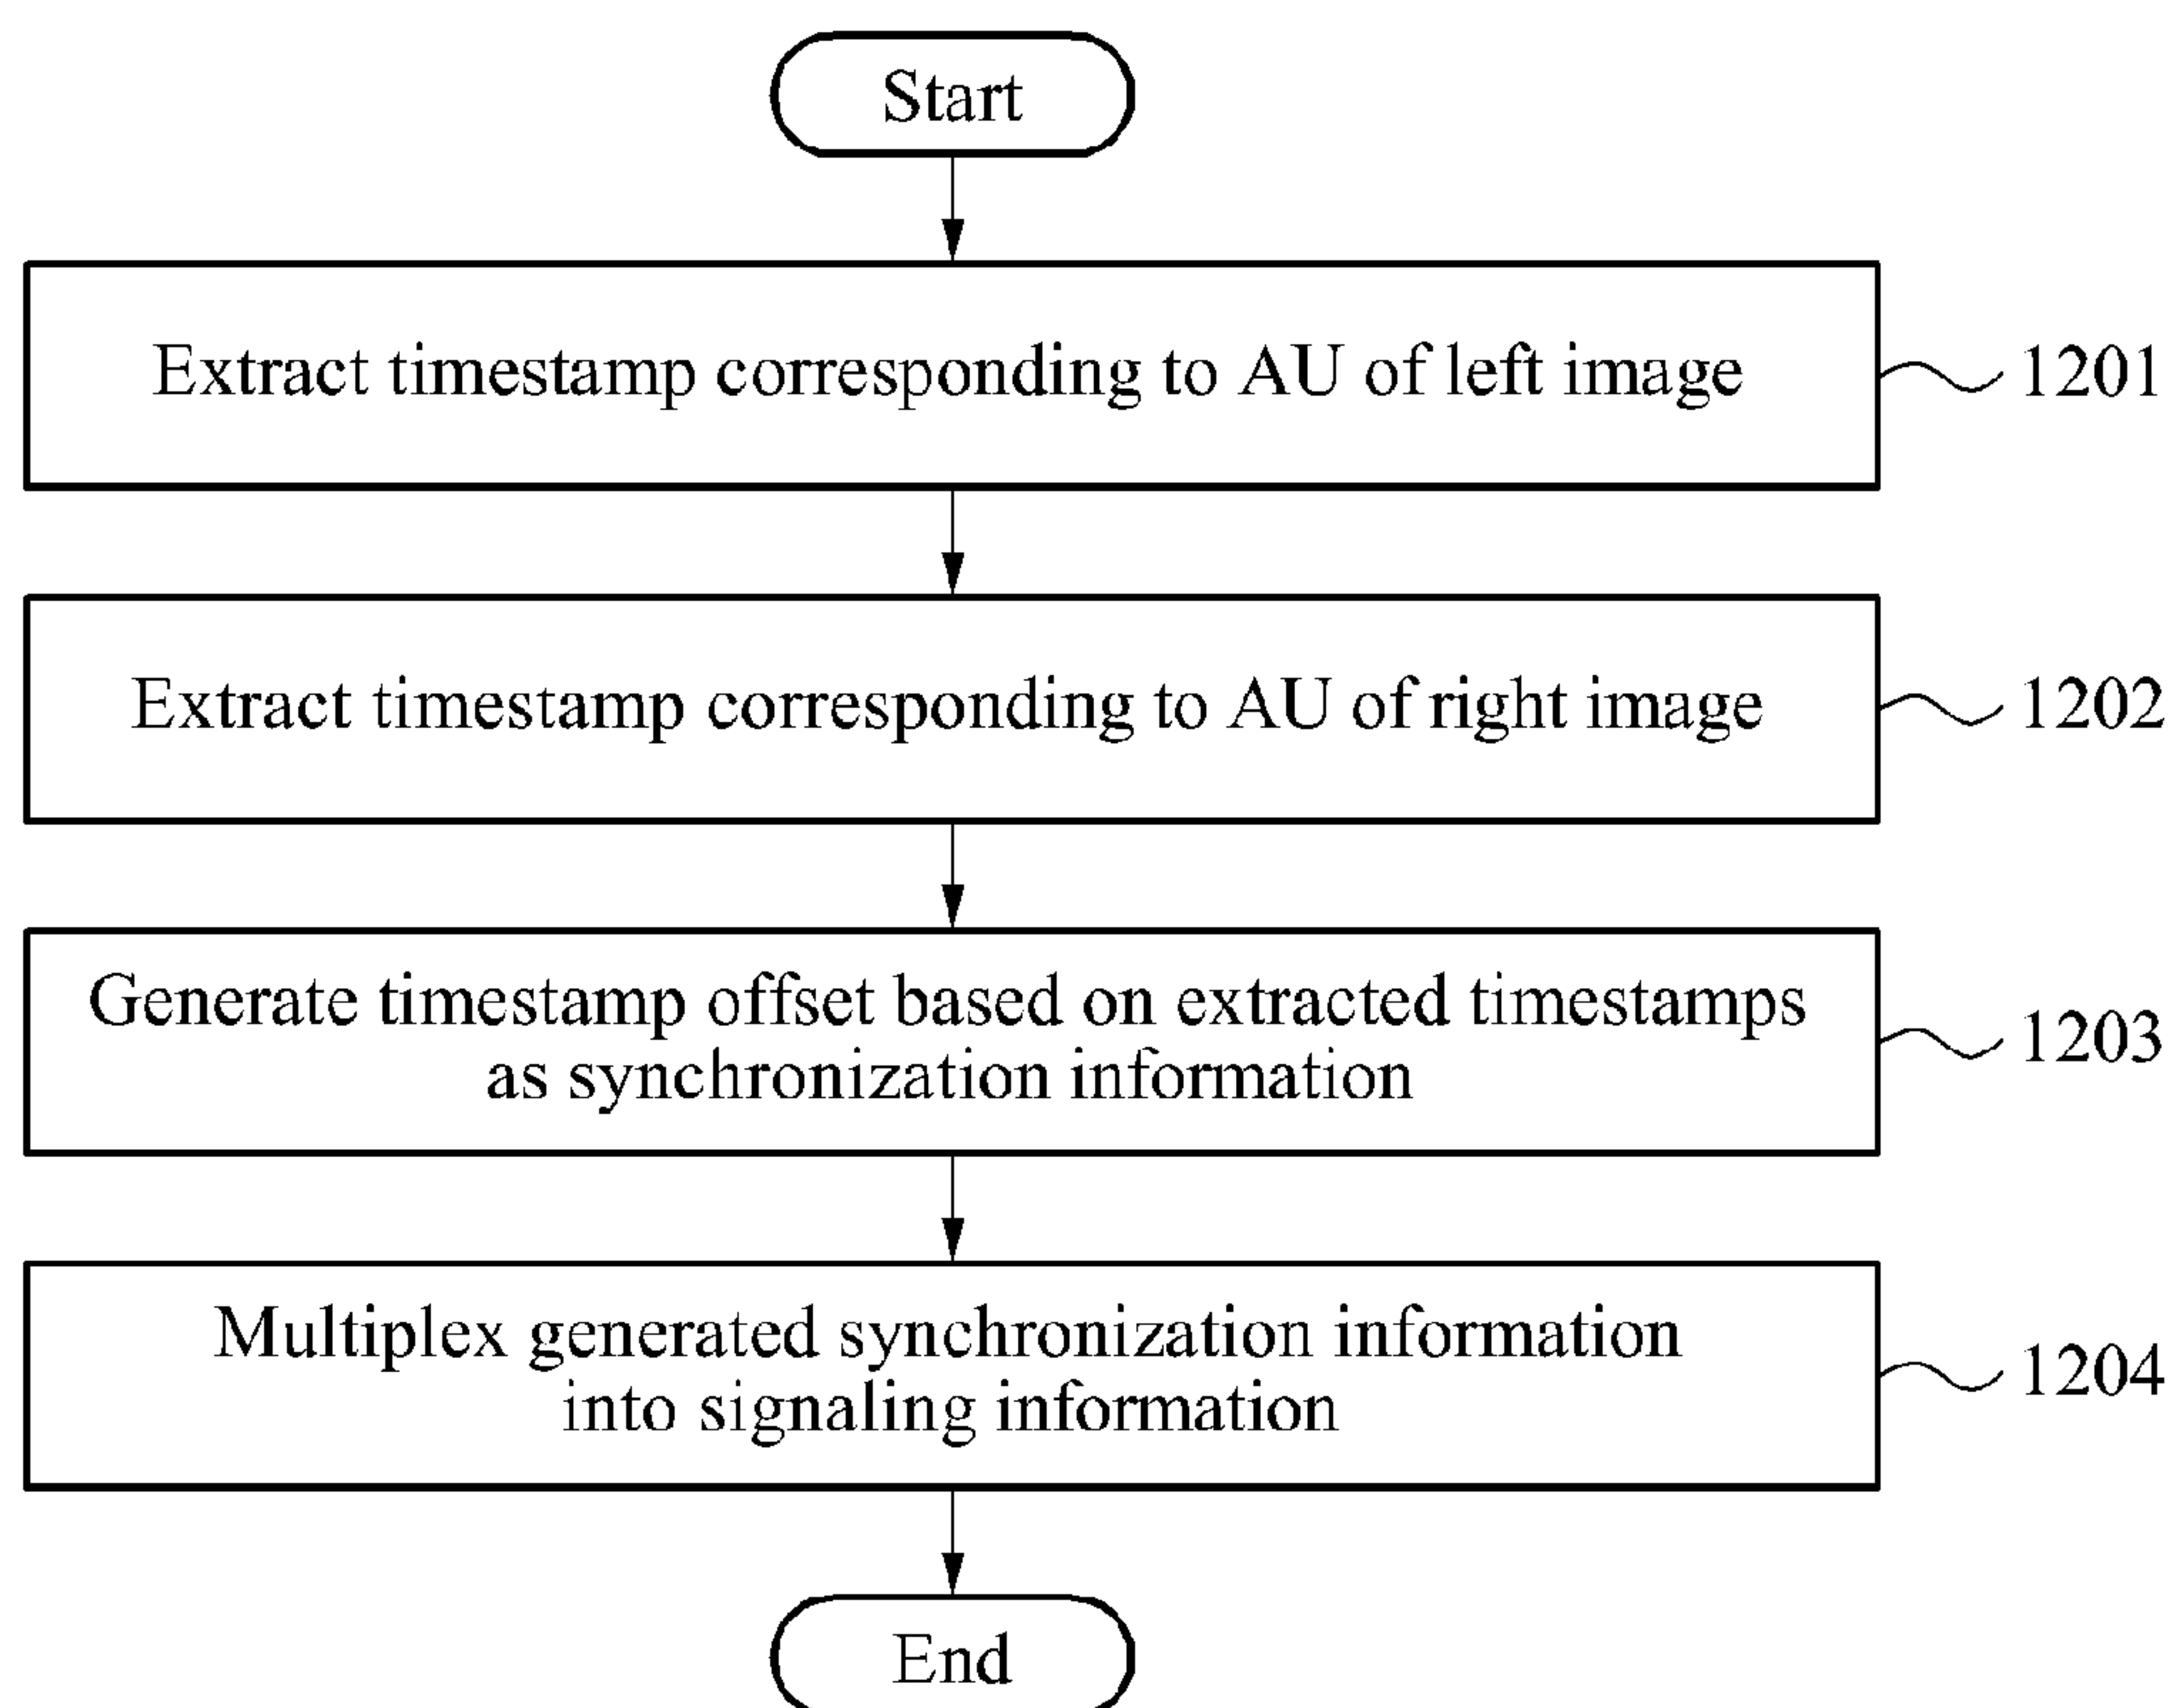 Start
Extract timestamp corresponding to AU of left image
1201
Extract timestamp corresponding to AU of right image
1202
Generate timestamp offset based on extracted timestamps
as synchronization information
1203
Multiplex generated synchronization information
into signaling information
1204
End